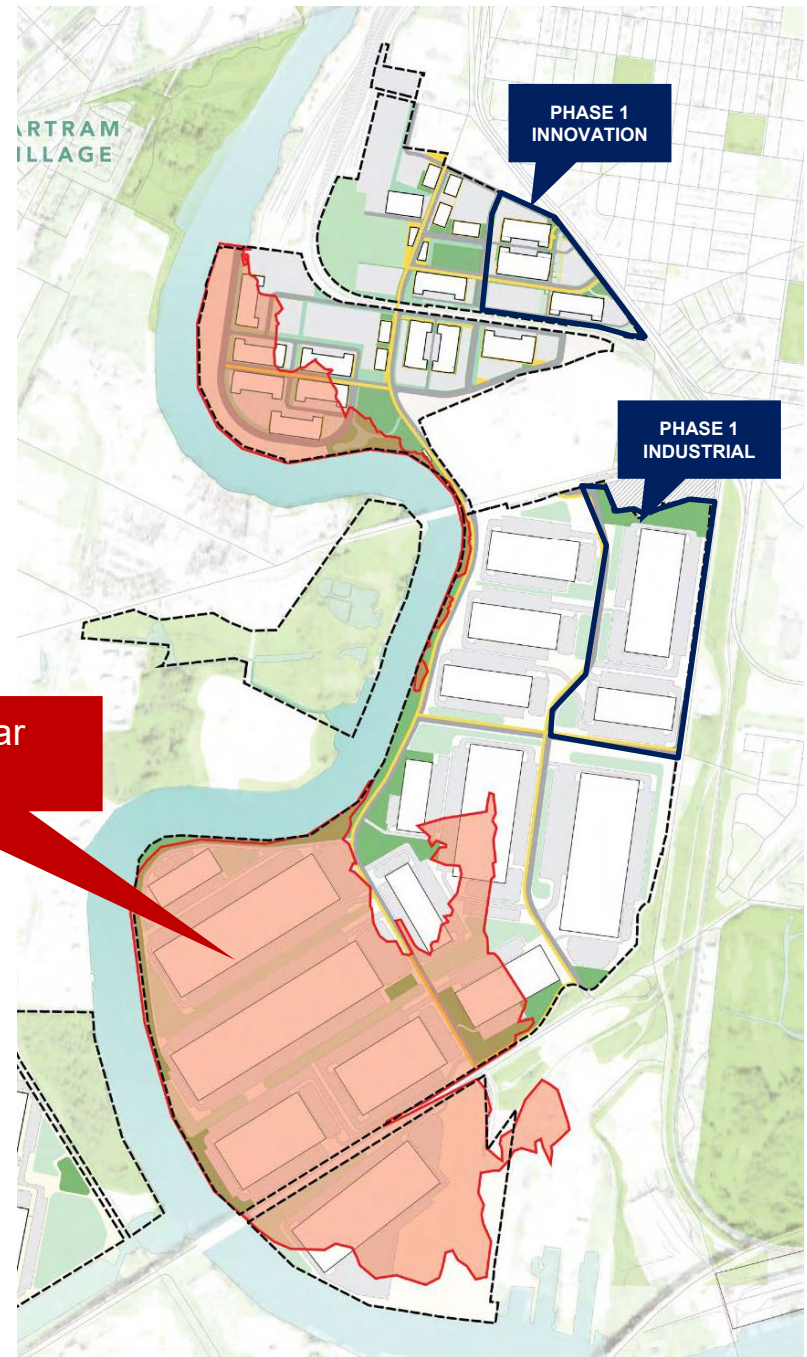 PHASE 1
INNOVATION
ARTRAM
ILLAGE
PHASE 1
INDUSTRIAL
ar